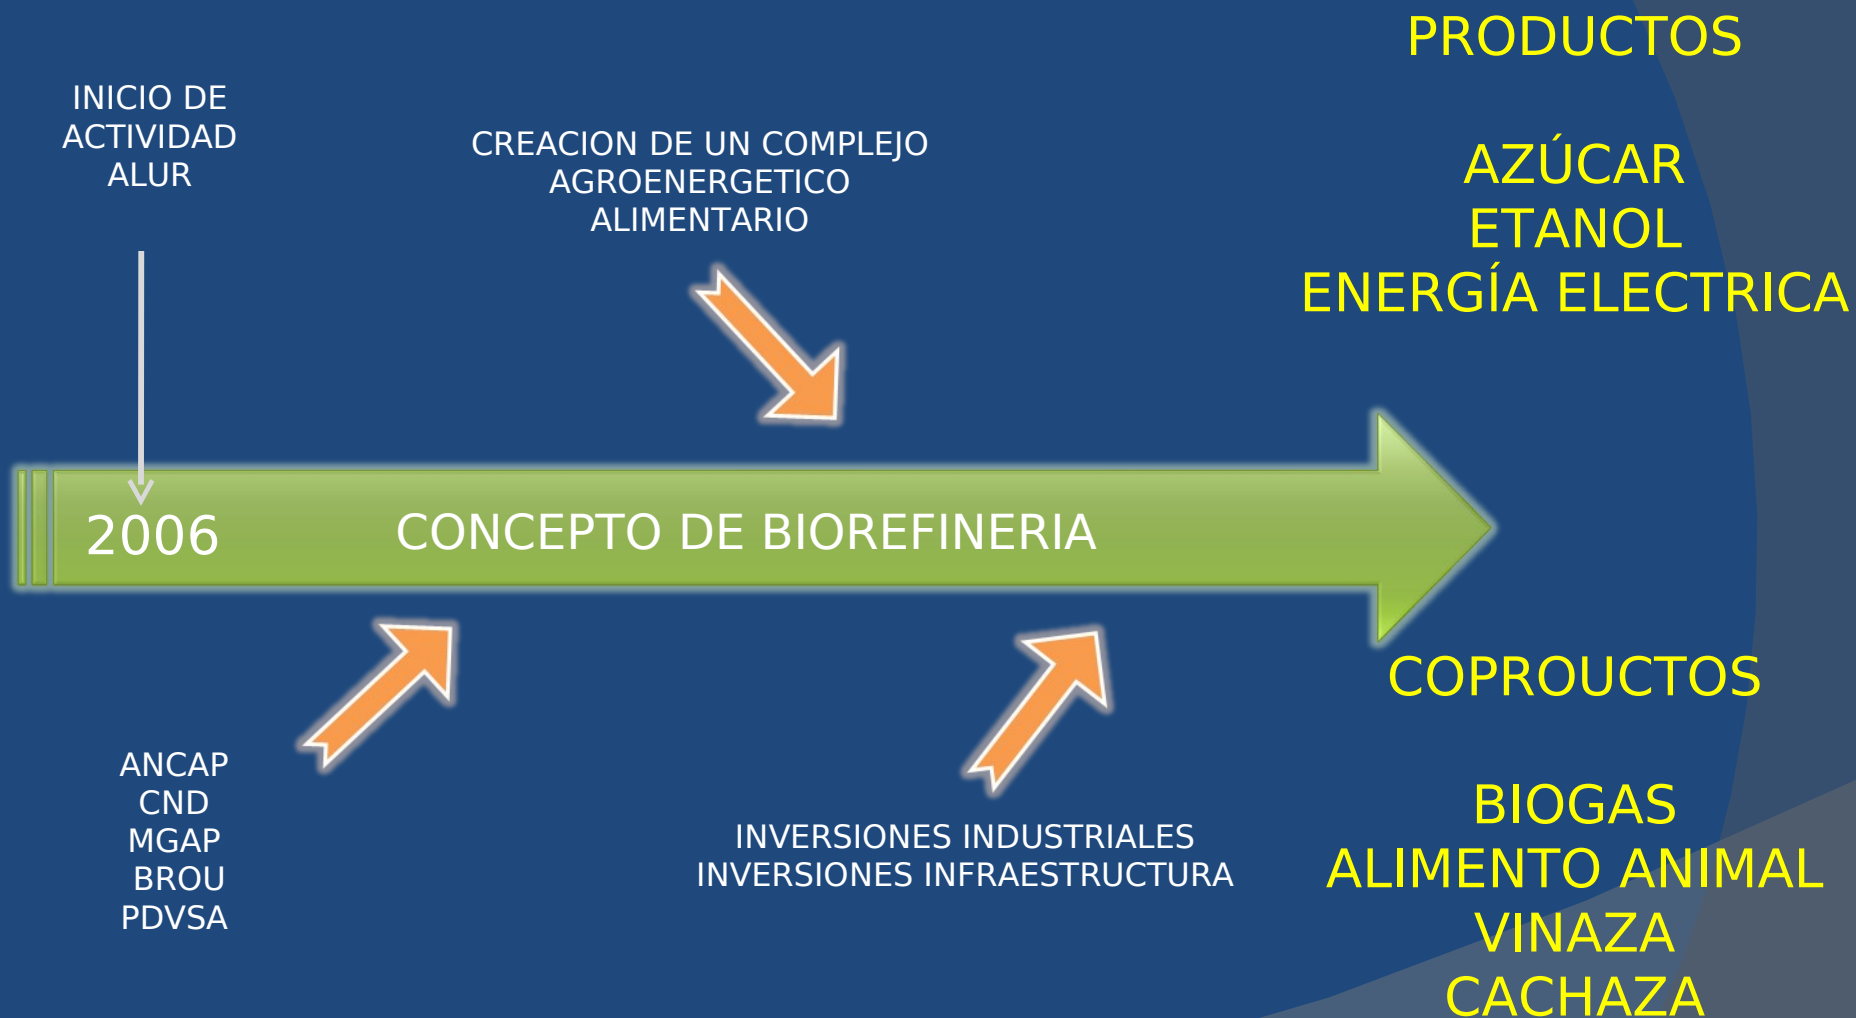 INICIO DE
ACTIVIDAD
ALUR
CREACION DE UN COMPLEJO
AGROENERGETICO
ALIMENTARIO
PRODUCTOS
AZÚCAR
ETANOL
ENERGÍA ELECTRICA
2006
CONCEPTO DE BIOREFINERIA
ANCAP
CND
MGAP
BROU
PDVSA
INVERSIONES INDUSTRIALES
INVERSIONES INFRAESTRUCTURA
COPROUCTOS
BIOGAS
ALIMENTO ANIMAL
VINAZA
CACHAZA